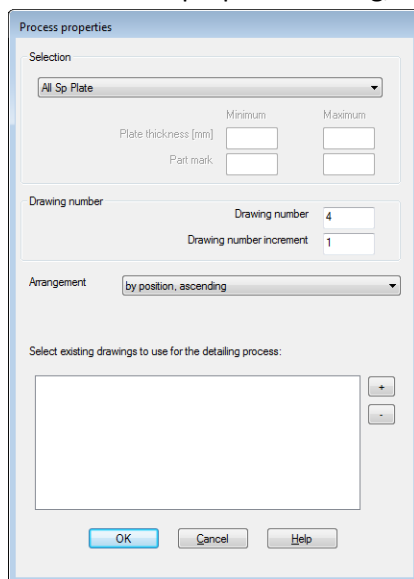 Process properties
Selection
All Sp Plate
Minimum Maximum
Plate thickness [mm]
Part mark
Drawing number
Drawing number 4
Drawing number increment 1
Arrangement by position, ascending
Select existing drawings to use for the detailing process:
+
-
OK Cancel Help